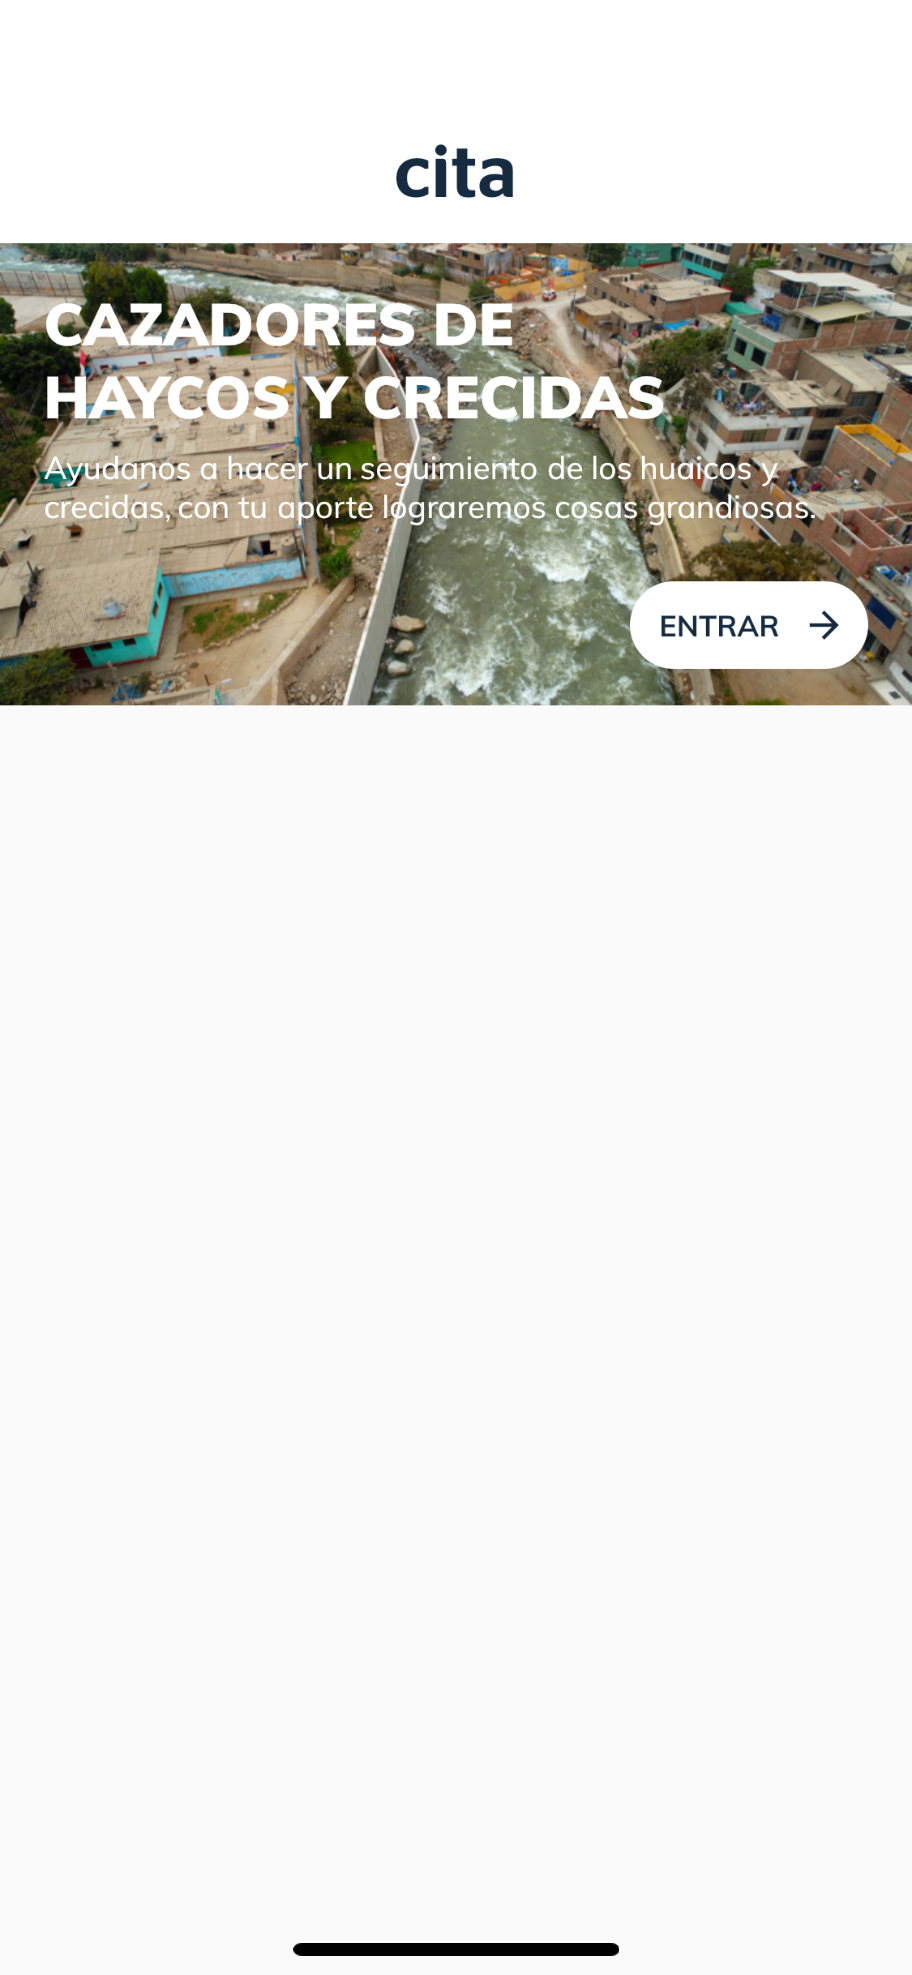 cita
CAZADORES DE
HAYCOS Y CRECIDAS
Ayudanos a hacer un seguimiento de los huaicos y
crecidas, con tu aporte lograremos cosas grandiosas.
ENTRAR